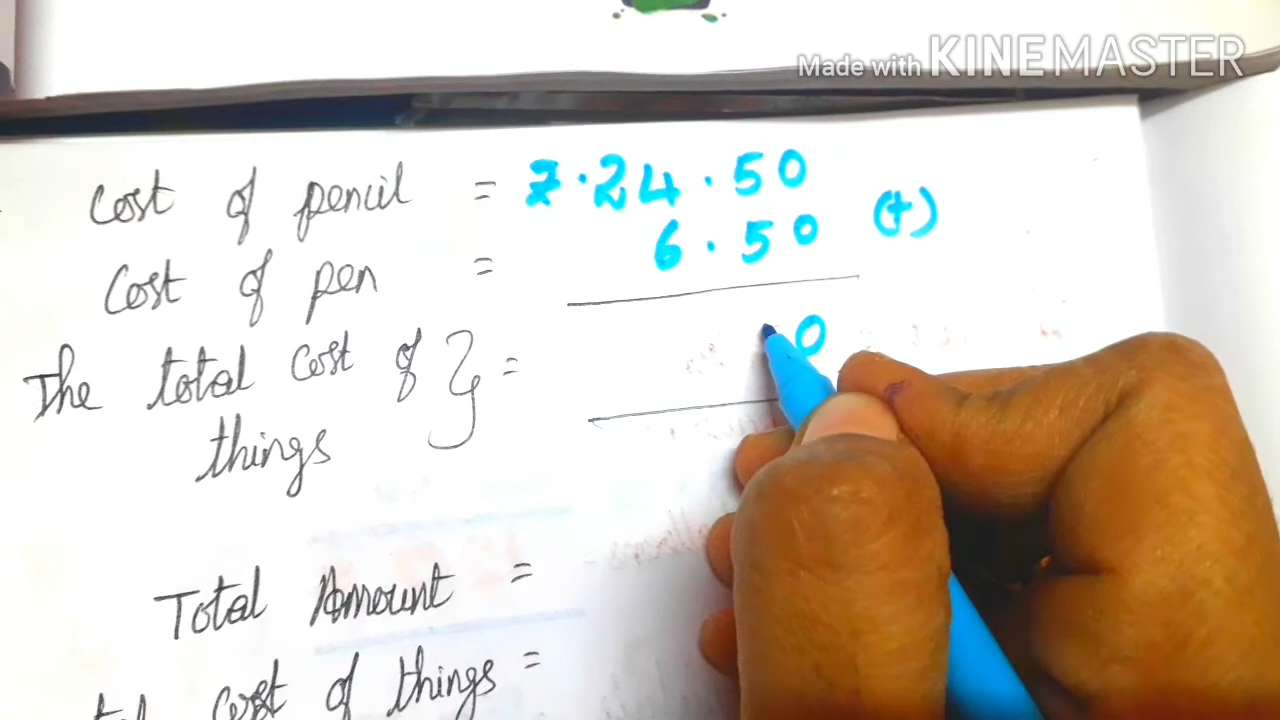 Made with KINEMASTER
Cost of pencil = ₹.24.50
Cost of pen = 6.50 (+)
The total cost of } = 0
things
Total Amount =
cost of things =